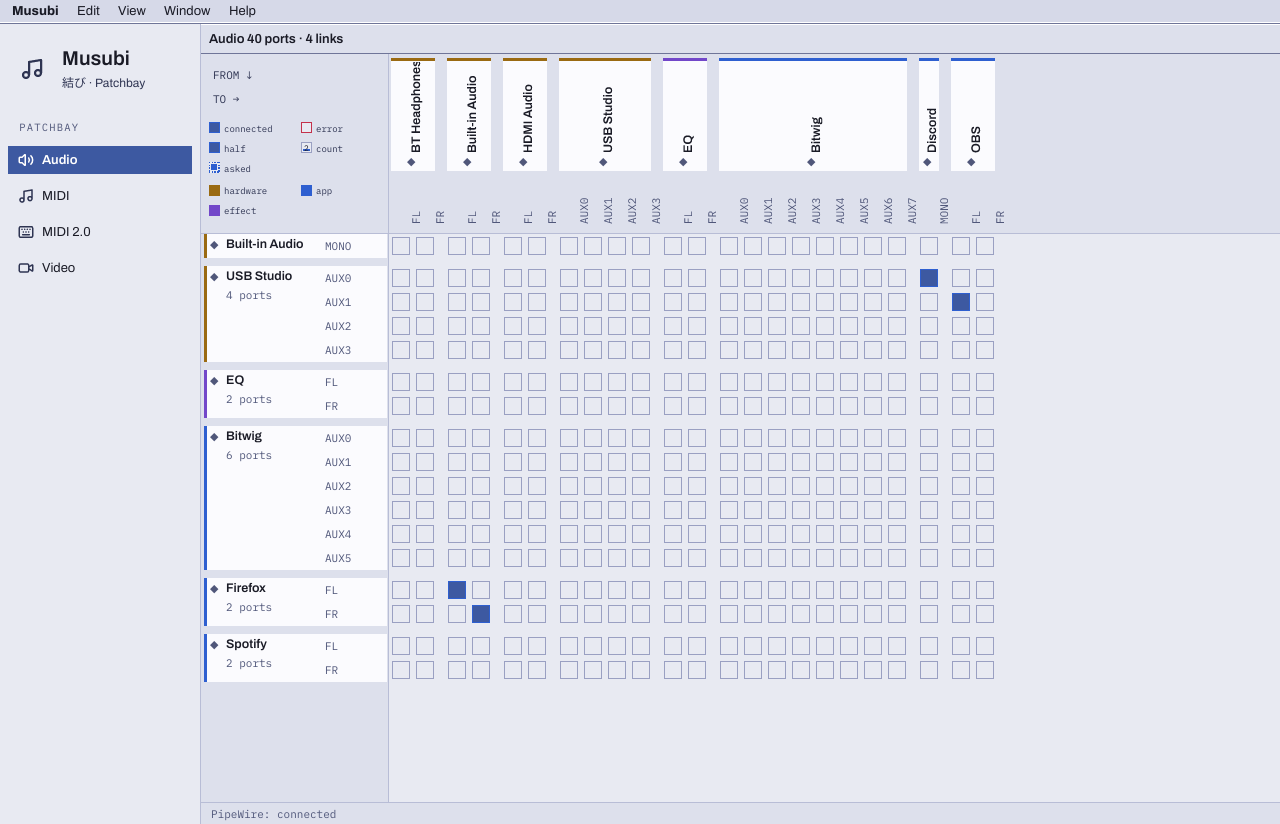 Musubi Edit View Window Help
Musubi
結び · Patchbay
PATCHBAY
Audio
MIDI
MIDI 2.0
Video
Audio 40 ports · 4 links
FROM ↓
TO →
connected error
half count
asked
hardware app
effect
BT Headphones Built-in Audio HDMI Audio USB Studio EQ Bitwig Discord OBS
FL FR FL FR FL FR AUX0 AUX1 AUX2 AUX3 FL FR AUX0 AUX1 AUX2 AUX3 AUX4 AUX5 AUX6 AUX7 MONO FL FR
Built-in Audio MONO
USB Studio AUX0
4 ports
AUX1
AUX2
AUX3
EQ FL
2 ports
FR
Bitwig AUX0
6 ports
AUX1
AUX2
AUX3
AUX4
AUX5
Firefox FL
2 ports
FR
Spotify FL
2 ports
FR
PipeWire: connected